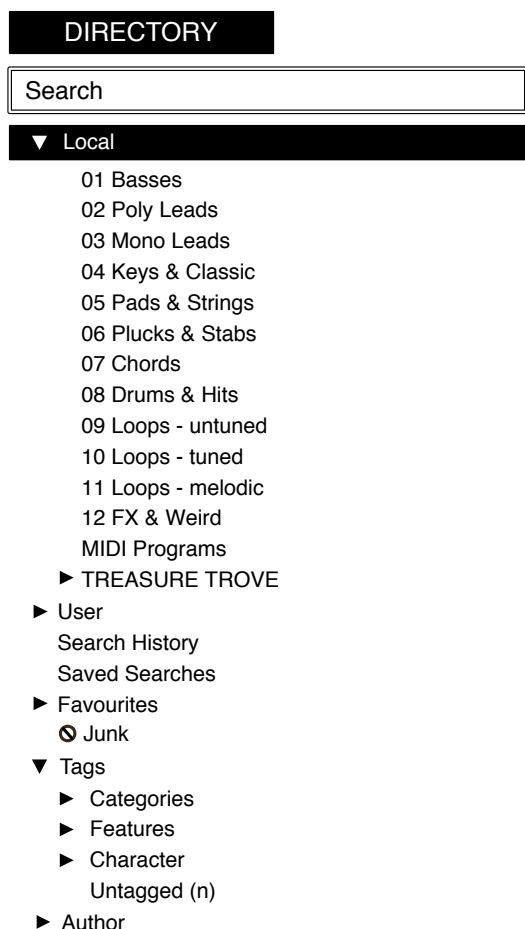 DIRECTORY
Search
▼ Local
01 Basses
02 Poly Leads
03 Mono Leads
04 Keys & Classic
05 Pads & Strings
06 Plucks & Stabs
07 Chords
08 Drums & Hits
09 Loops - untuned
10 Loops - tuned
11 Loops - melodic
12 FX & Weird
MIDI Programs
► TREASURE TROVE
► User
Search History
Saved Searches
► Favourites
Junk
▼ Tags
► Categories
► Features
► Character
Untagged (n)
► Author